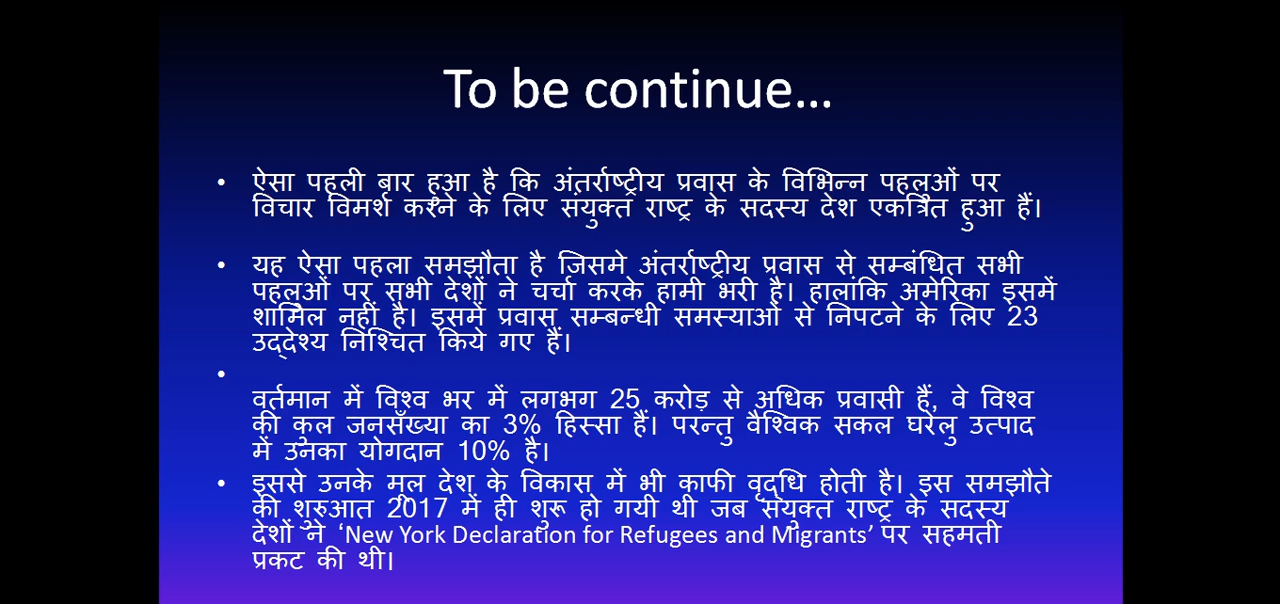 To be continue...
• ऐसा पहली बार हुआ है कि अंतर्राष्ट्रीय प्रवास के विभिन्न पहलुओं पर
विचार विमर्श करने के लिए संयुक्त राष्ट्र के सदस्य देश एकत्रित हुआ हैं।
• यह ऐसा पहला समझौता है जिसमे अंतर्राष्ट्रीय प्रवास से सम्बंधित सभी
पहलुओं पर सभी देशों ने चर्चा करके हामी भरी है। हालांकि अमेरिका इसमें
शामिल नहीं है। इसमें प्रवास सम्बन्धी समस्याओं से निपटने के लिए 23
उद्देश्य निश्चित किये गए हैं।
•
वर्तमान में विश्व भर में लगभग 25 करोड़ से अधिक प्रवासी हैं, वे विश्व
की कुल जनसँख्या का 3% हिस्सा हैं। परन्तु वैश्विक सकल घरेलु उत्पाद
में उनका योगदान 10% है।
• इससे उनके मूल देश के विकास में भी काफी वृद्धि होती है। इस समझौते
की शुरुआत 2017 में ही शुरू हो गयी थी जब संयुक्त राष्ट्र के सदस्य
देशों ने ‘New York Declaration for Refugees and Migrants’ पर सहमती
प्रकट की थी।